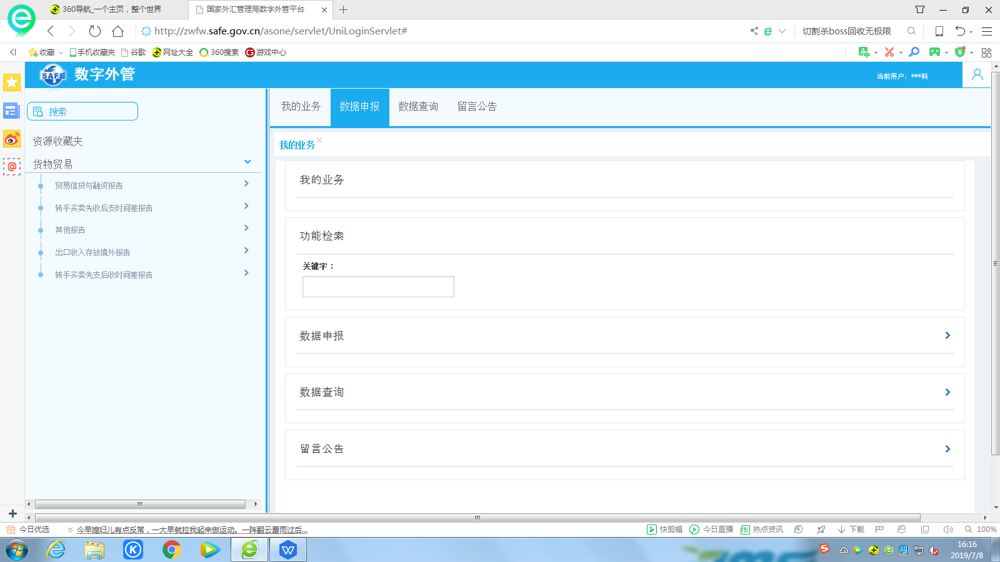 360导航_一个主页，整个世界
国家外汇管理局数字外管平台
http://zwfw.safe.gov.cn/asone/servlet/UniLoginServlet#
切割杀boss回收无极限
收藏
手机收藏夹
谷歌
网址大全
360搜索
游戏中心
SAFE
数字外管
当前用户：***料
搜索
我的业务
数据申报
数据查询
留言公告
资源收藏夹
我的业务
货物贸易
贸易信贷与融资报告
转手买卖先收后支时间差报告
其他报告
出口收入存放境外报告
转手买卖先支后收时间差报告
我的业务
功能检索
关键字：
数据申报
数据查询
留言公告
今日优选
今早媳妇儿有点反常，一大早就拉我起来做运动。一阵翻云覆雨过后...
快剪辑
今日直播
热点资讯
下载
100%
16:16
2019/7/8